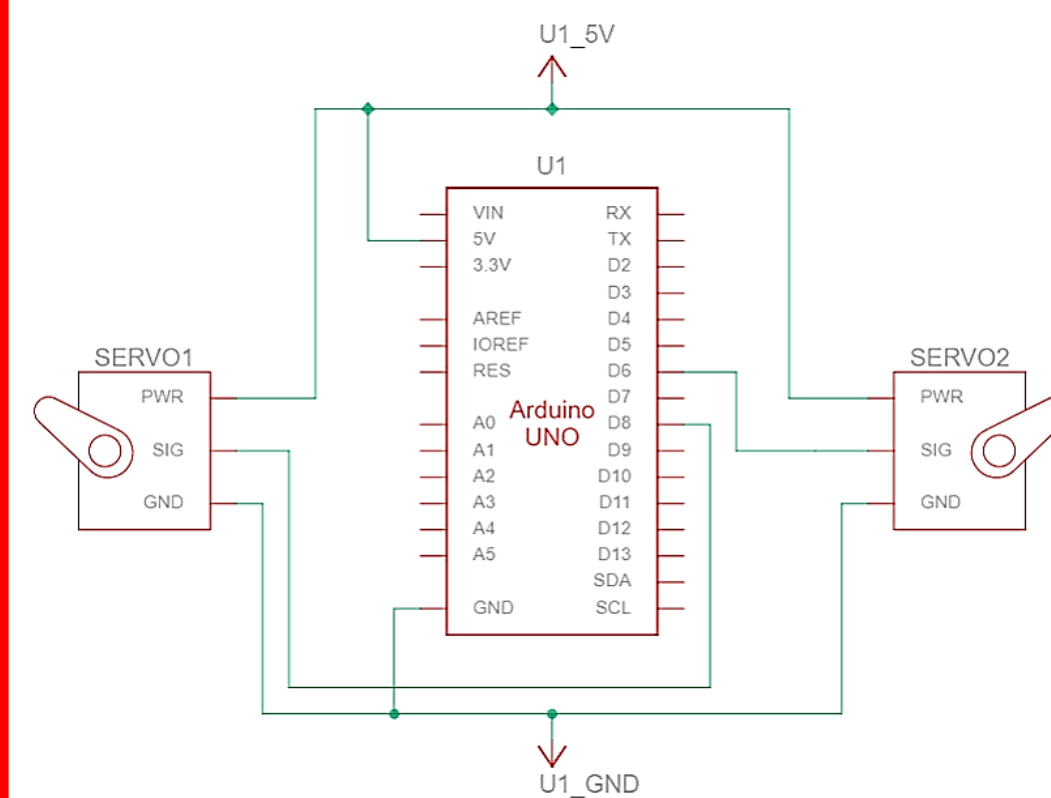 U1_5V
U1
VIN
5V
3.3V
AREF
IOREF
RES
A0
A1
A2
A3
A4
A5
GND
Arduino
UNO
RX
TX
D2
D3
D4
D5
D6
D7
D8
D9
D10
D11
D12
D13
SDA
SCL
SERVO1
PWR
SIG
GND
SERVO2
PWR
SIG
GND
U1_GND